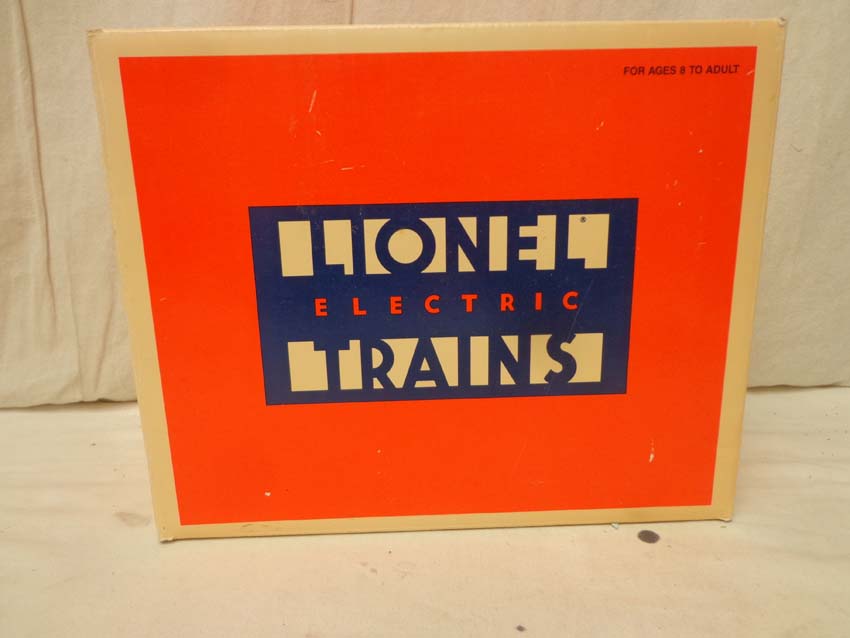 FOR AGES 8 TO ADULT
LIONEL®
ELECTRIC
TRAINS